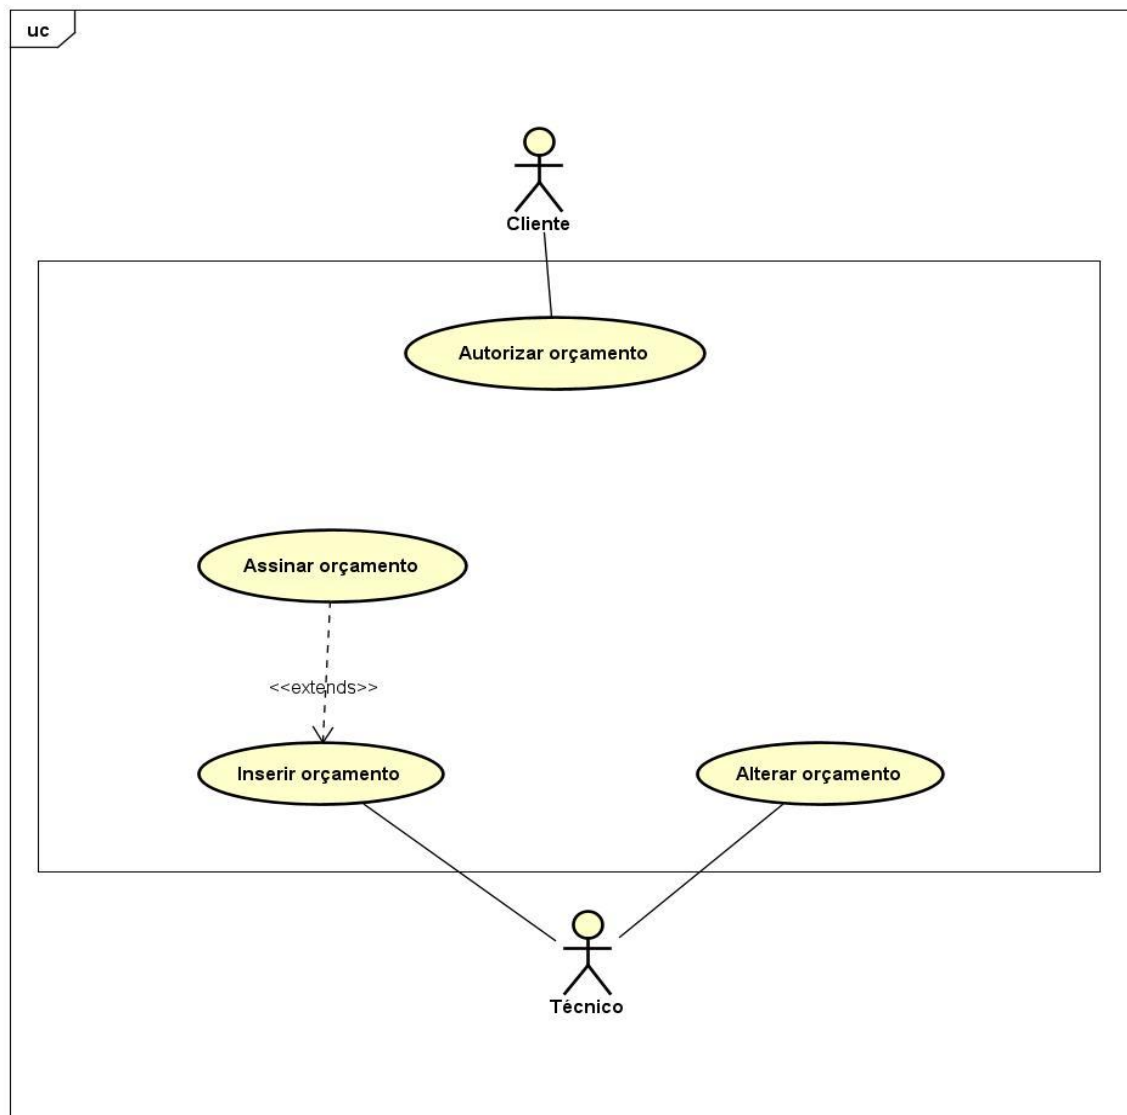 uc
Cliente
Autorizar orçamento
Assinar orçamento
<<extends>>
Inserir orçamento
Alterar orçamento
Técnico